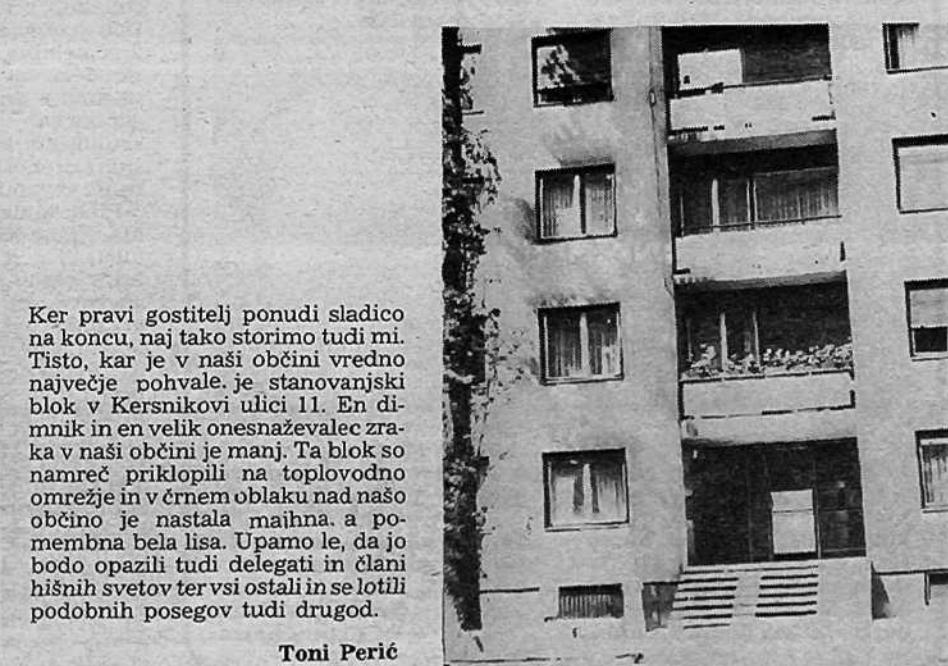 Ker pravi gostitelj ponudi sladico
na koncu, naj tako storimo tudi mi.
Tisto, kar je v naši občini vredno
največje pohvale. je stanovanjski
blok v Kersnikovi ulici 11. En di-
mnik in en velik onesnaževalec zra-
ka v naši občini je manj. Ta blok so
namreč priklopili na toplovodno
omrežje in v črnem oblaku nad našo
občino je nastala majhna. a po-
membna bela lisa. Upamo le, da jo
bodo opazili tudi delegati in člani
hišnih svetov ter vsi ostali in se lotili
podobnih posegov tudi drugod.
Toni Perić